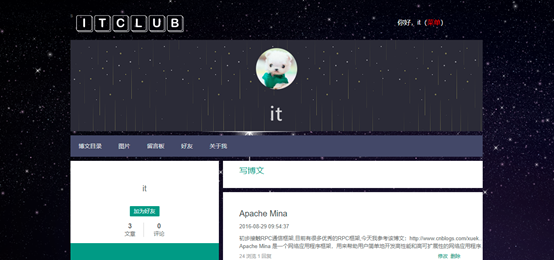 ITCLUB
你好、it（菜单）
it
博文目录 图片 留言板 好友 关于我
it
加为好友
3 0
文章 评论
写博文
Apache Mina
2016-08-29 09:54:37
初步接触RPC通信框架,目前有很多优秀的RPC框架,今天我参考该博文：http://www.cnblogs.com/xuek
Apache Mina 是一个网络应用程序框架，用来帮助用户简单地开发高性能和高可扩展性的网络应用程序
24 浏览 1 回复 修改 删除